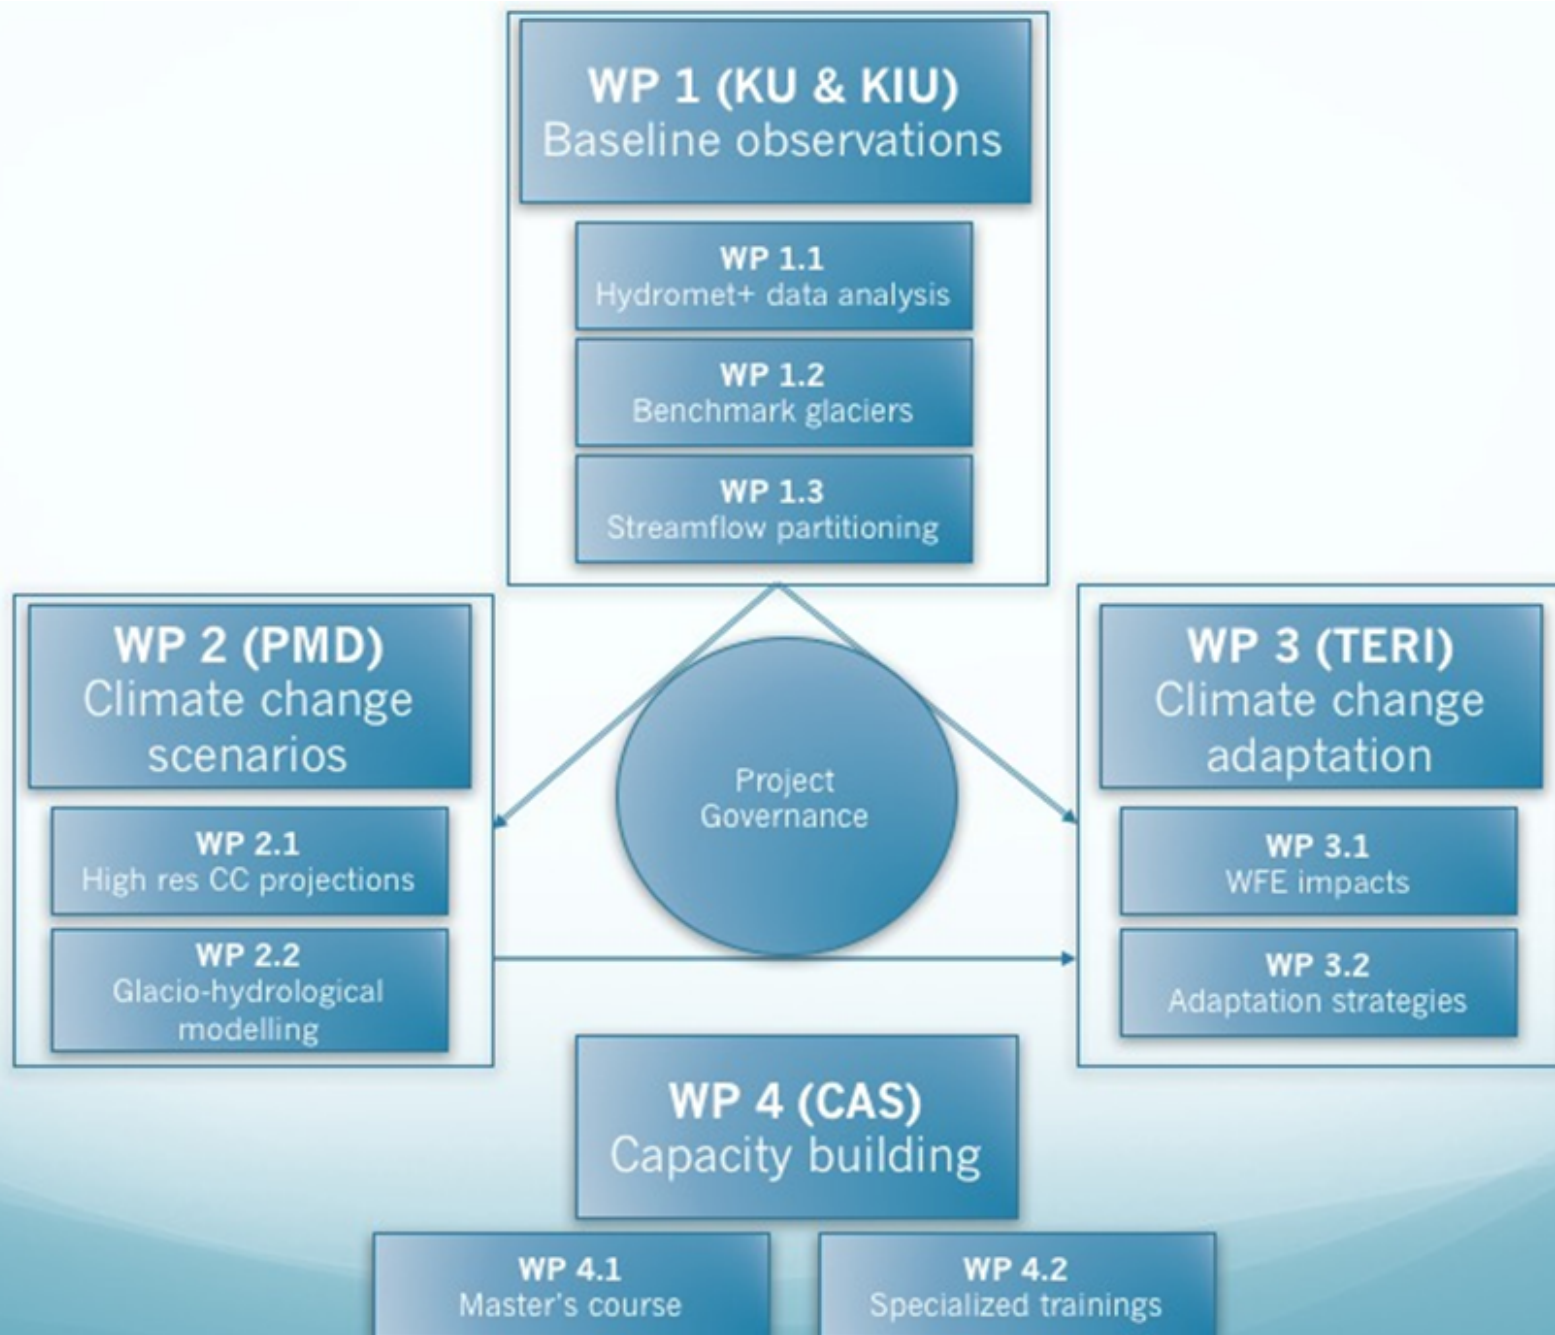 WP 1 (KU & KIU)
Baseline observations
WP 1.1
Hydromet+ data analysis
WP 1.2
Benchmark glaciers
WP 1.3
Streamflow partitioning
WP 2 (PMD)
Climate change
scenarios
WP 2.1
High res CC projections
WP 2.2
Glacio-hydrological
modelling
Project
Governance
WP 3 (TERI)
Climate change
adaptation
WP 3.1
WFE impacts
WP 3.2
Adaptation strategies
WP 4 (CAS)
Capacity building
WP 4.1
Master's course
WP 4.2
Specialized trainings